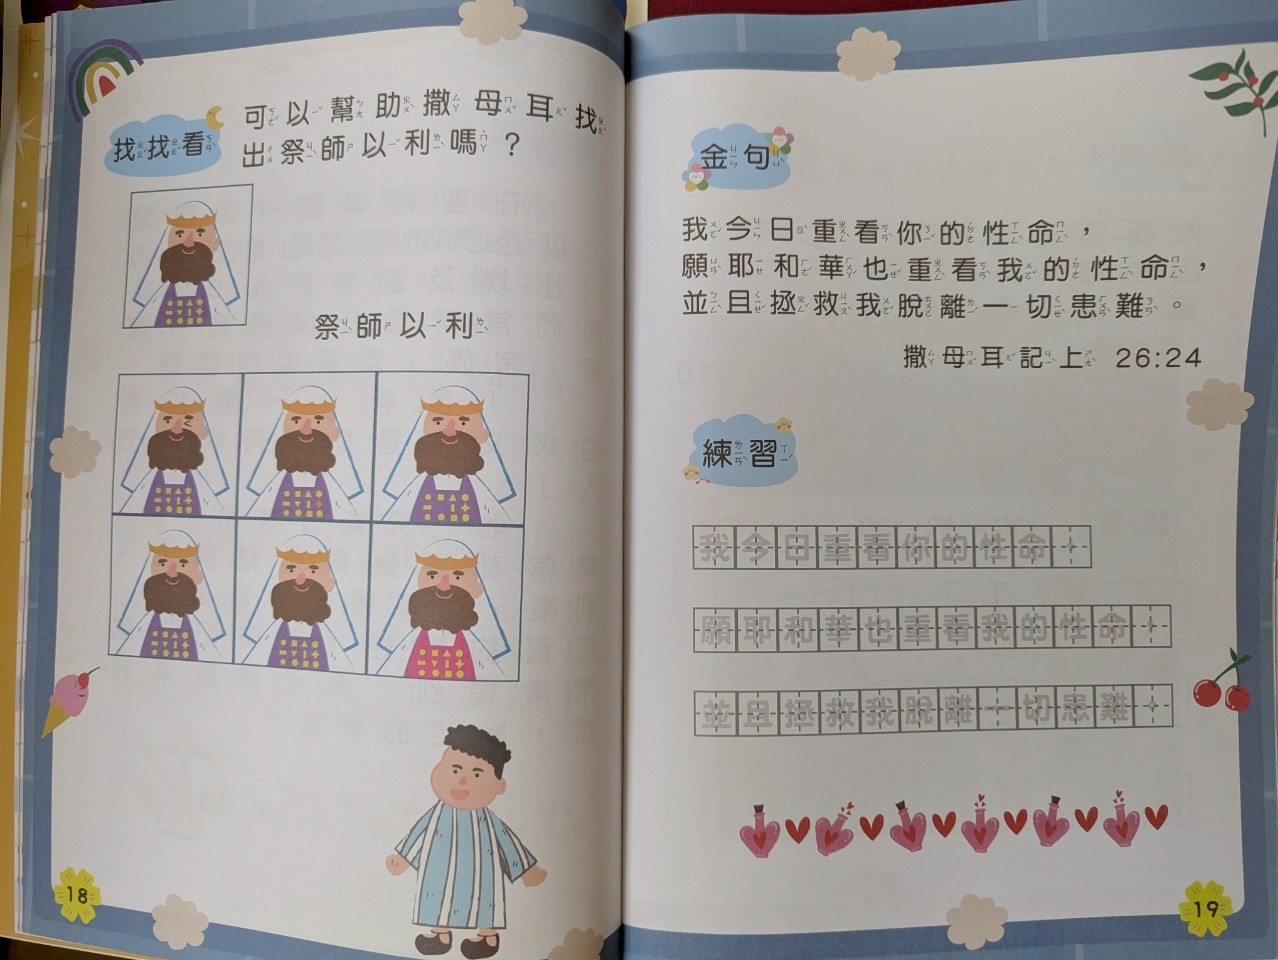 找找看
可以幫助撒母耳找
出祭師以利嗎？
祭師以利
18
金句
我今日重看你的性命，
願耶和華也重看我的性命，
並且拯救我脫離一切患難。
撒母耳記上 26:24
練習
我今日重看你的性命，
願耶和華也重看我的性命，
並且拯救我脫離一切患難。
19